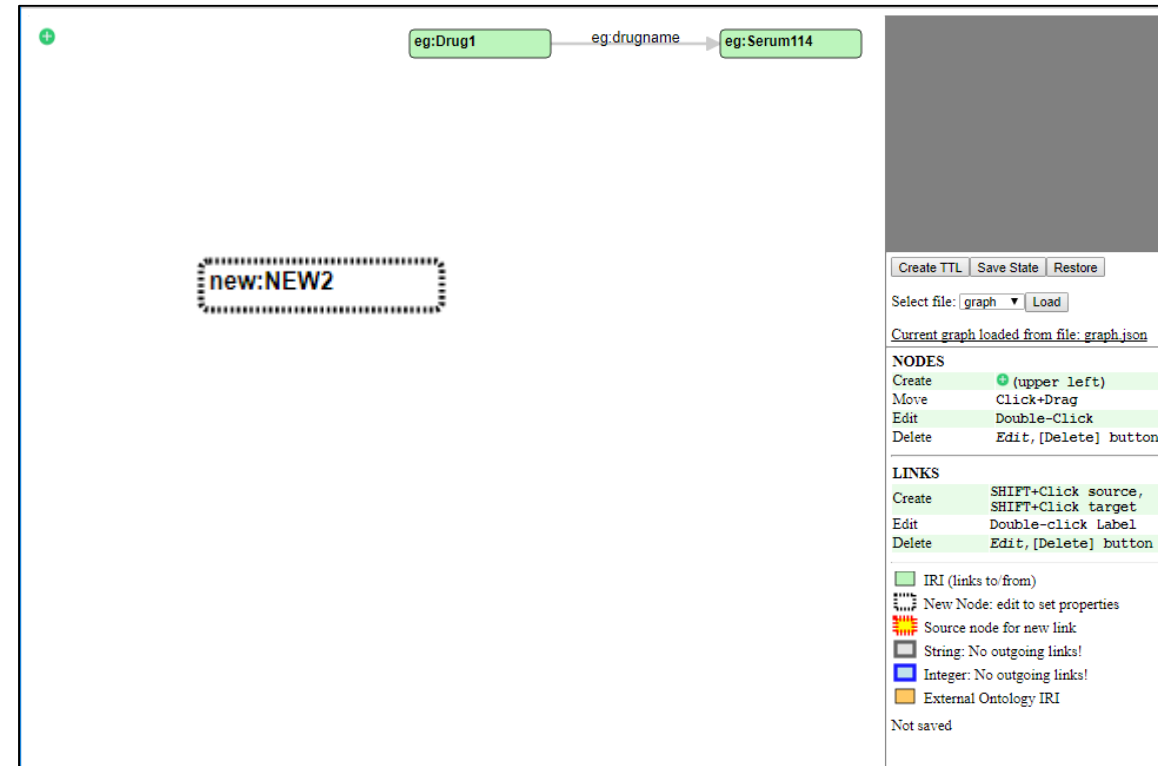 eg:Drug1
eg:drugname
eg:Serum114
new:NEW2
Create TTL Save State Restore
Select file: graph Load
Current graph loaded from file: graph.json
NODES
Create (upper left)
Move Click+Drag
Edit Double-Click
Delete Edit,[Delete] button
LINKS
Create SHIFT+Click source,
SHIFT+Click target
Edit Double-click Label
Delete Edit,[Delete] button
IRI (links to/from)
New Node: edit to set properties
Source node for new link
String: No outgoing links!
Integer: No outgoing links!
External Ontology IRI
Not saved